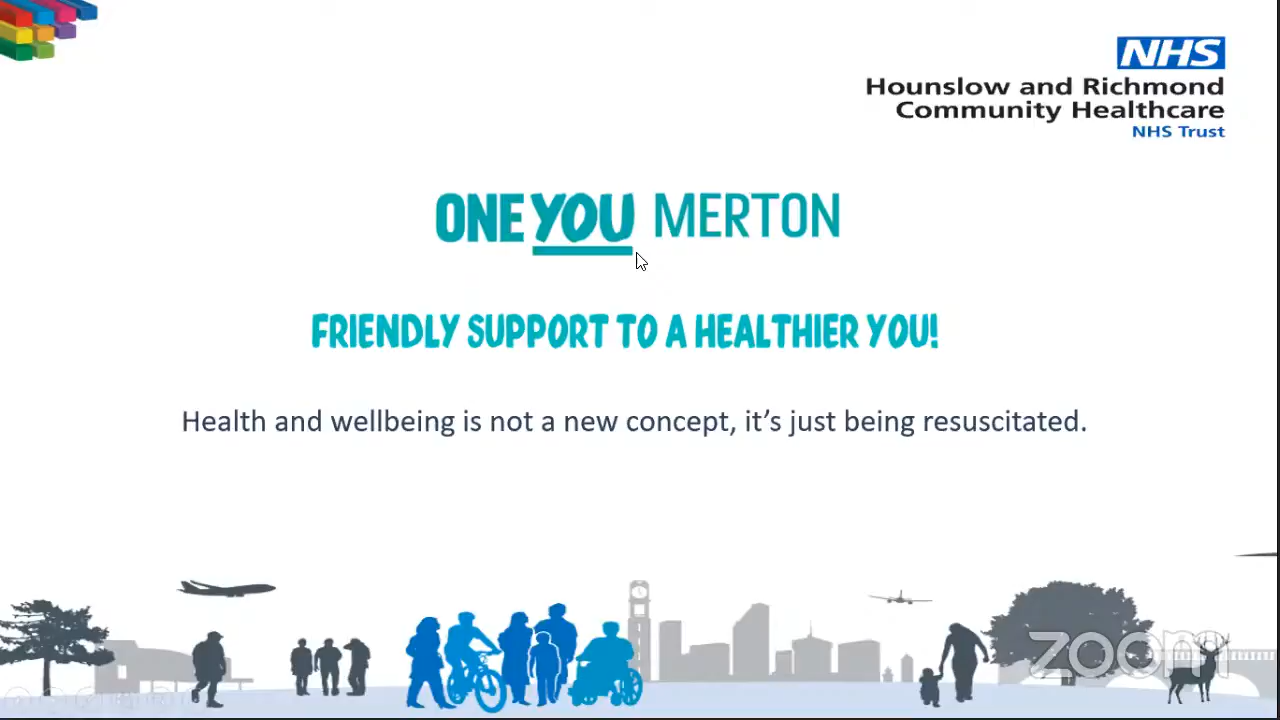 NHS
Hounslow and Richmond
Community Healthcare
NHS Trust
ONE YOU MERTON
FRIENDLY SUPPORT TO A HEALTHIER YOU!
Health and wellbeing is not a new concept, it’s just being resuscitated.
zoom